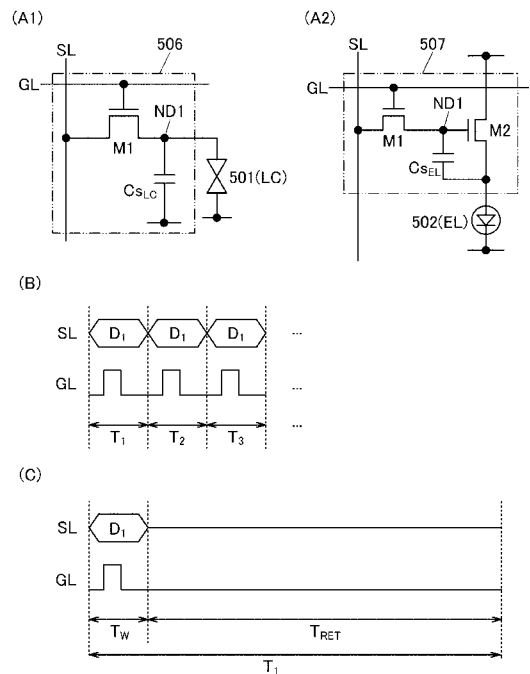 (A1)
506
SL
GL
ND1
M1
CsLC
501(LC)
(A2)
507
SL
GL
ND1
M2
M1
CsEL
502(EL)
(B)
SL D1 D1 D1 ...
GL ...
T1 T2 T3 ...
(C)
SL D1
GL
TW TRET
T1